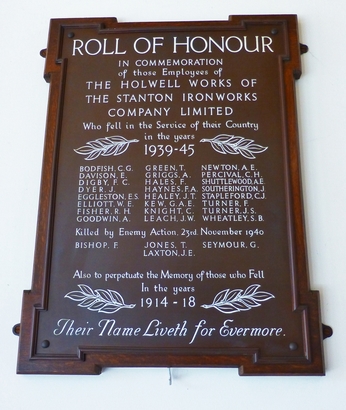 ROLL OF HONOUR
IN COMMEMORATION
of those Employees of
THE HOLWELL WORKS OF
THE STANTON IRONWORKS
COMPANY LIMITED
Who fell in the Service of their Country
in the years
1939-45
BODFISH, C.G. GREEN, T. NEWTON, A.E.
DAVISON, E. GRIGGS, A. PERCIVAL, C.H.
DIGBY, F. C. HALES, F. SHUTTLEWOOD, A.E.
DYER, J. HAYNES, F.A. SOUTHERINGTON, J.
EGGLESTON, E.S. HEALEY, J.T. STAPLEFORD, C.J.
ELLIOTT, W.E. KEW, G.A.E. TURNER, F.
FISHER, R.H. KNIGHT, C. TURNER, J.S.
GOODWIN, A. LEACH, J.W. WHEATLEY, S.B.
Killed by Enemy Action, 23rd November 1940
BISHOP, F. JONES, T. SEYMOUR, G.
LAXTON, J.E.
Also to perpetuate the Memory of those who Fell
In the years
1914-18
Their Name Liveth for Evermore.